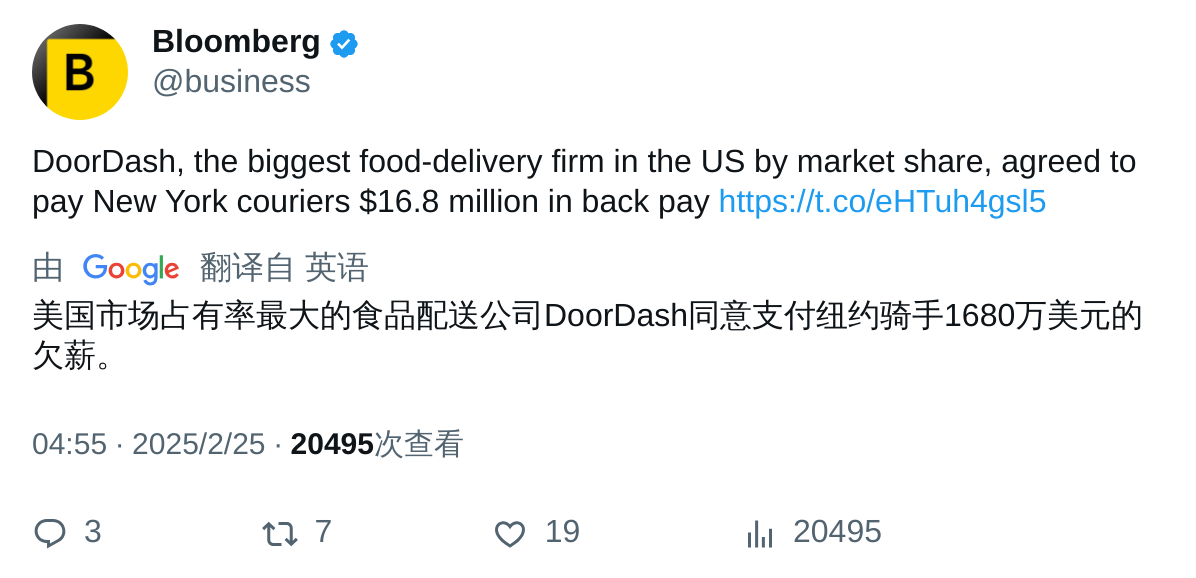 B
Bloomberg
@business
DoorDash, the biggest food-delivery firm in the US by market share, agreed to
pay New York couriers $16.8 million in back pay https://t.co/eHTuh4gsl5
由 Google 翻译自 英语
美国市场占有率最大的食品配送公司DoorDash同意支付纽约骑手1680万美元的
欠薪。
04:55 · 2025/2/25 · 20495次查看
3 7 19 20495